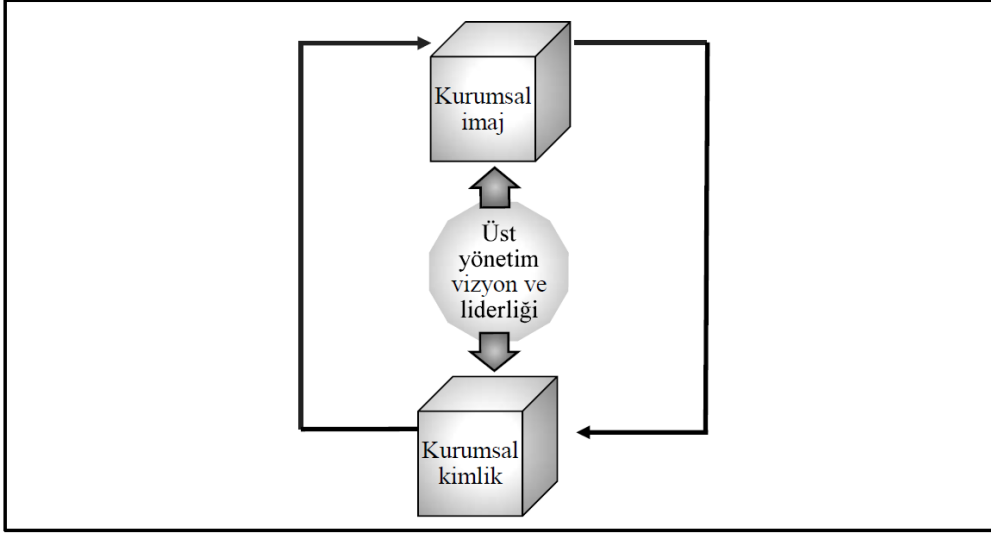 Kurumsal
imaj
Üst
yönetim
vizyon ve
liderliği
Kurumsal
kimlik